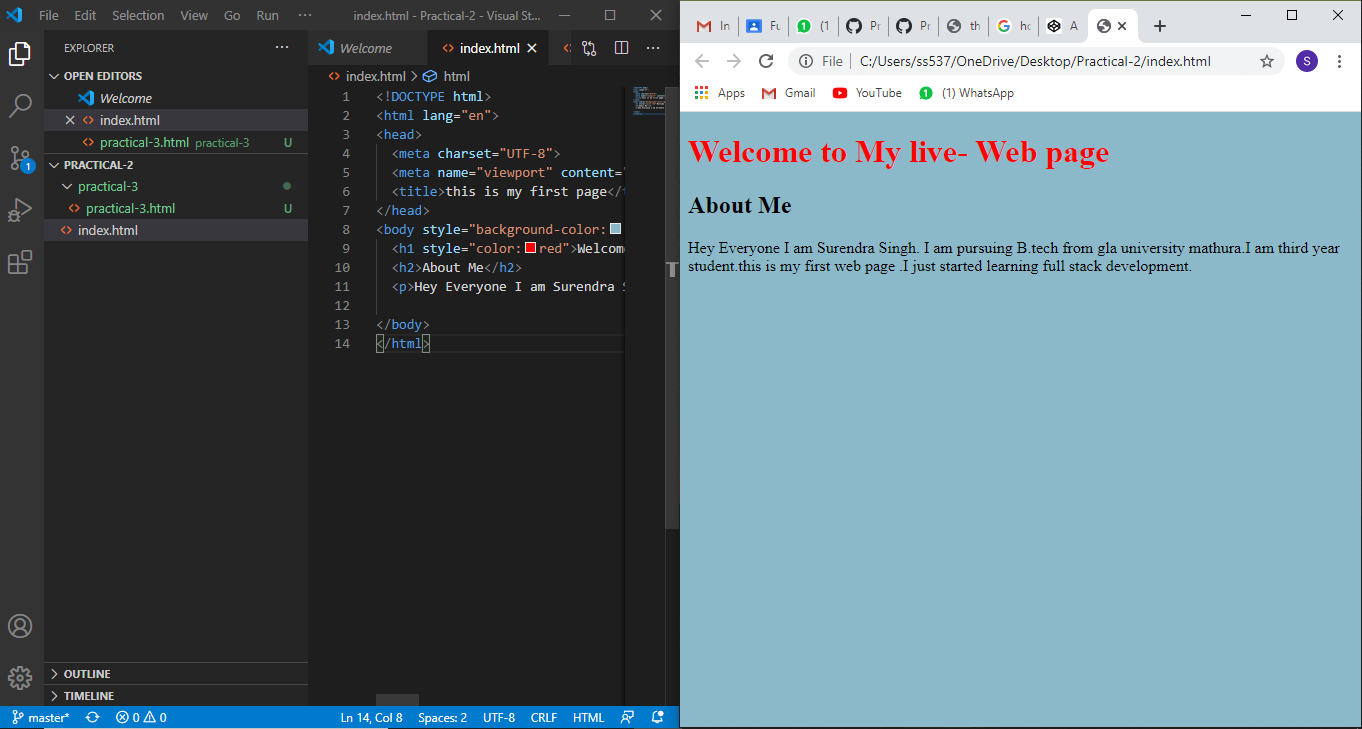 File Edit Selection View Go Run ··· index.html - Practical-2 - Visual St...
EXPLORER ···
OPEN EDITORS
Welcome
index.html
practical-3.html practical-3 U
1
PRACTICAL-2
practical-3
practical-3.html U
index.html
OUTLINE
TIMELINE
Welcome index.html ···
index.html > html
1 <!DOCTYPE html>
2 <html lang="en">
3 <head>
4 <meta charset="UTF-8">
5 <meta name="viewport" content="
6 <title>this is my first page</
7 </head>
8 <body style="background-color:
9 <h1 style="color: red">Welcome
10 <h2>About Me</h2>
11 <p>Hey Everyone I am Surendra S
12
13 </body>
14 </html>
master* 0 0 Ln 14, Col 8 Spaces: 2 UTF-8 CRLF HTML
In Fu (1 Pr Pr th G hc A
File C:/Users/ss537/OneDrive/Desktop/Practical-2/index.html S
Apps Gmail YouTube 1 (1) WhatsApp
Welcome to My live- Web page
About Me
Hey Everyone I am Surendra Singh. I am pursuing B.tech from gla university mathura.I am third year
student.this is my first web page .I just started learning full stack development.